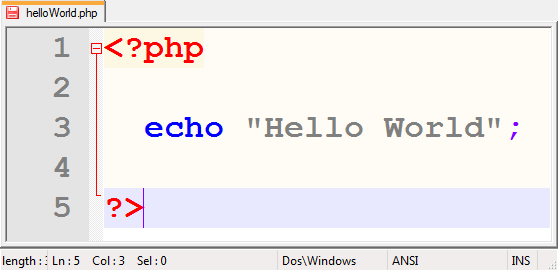 helloWorld.php
1 <?php
2
3 echo "Hello World";
4
5 ?>
length : Ln : 5 Col : 3 Sel : 0 Dos\Windows ANSI INS